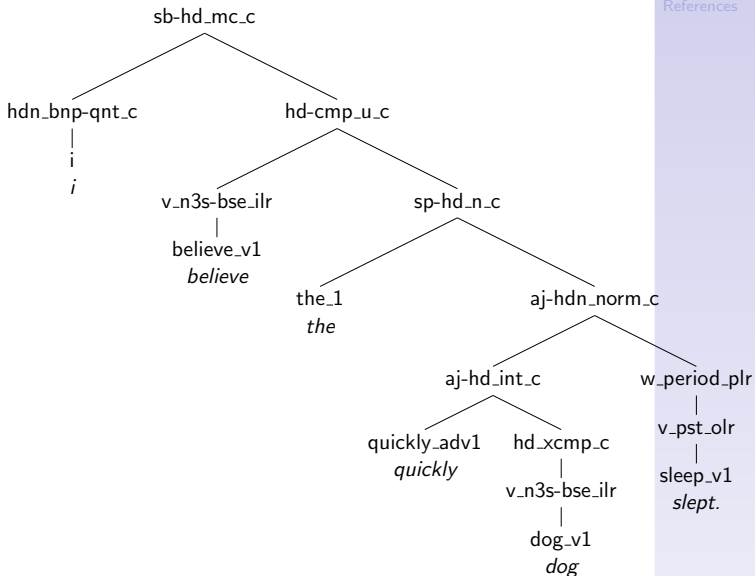 References
sb-hd_mc_c
hdn_bnp-qnt_c hd-cmp_u_c
i
i
v_n3s-bse_ilr sp-hd_n_c
believe_v1
believe
the_1 aj-hdn_norm_c
the
aj-hd_int_c w_period_plr
v_pst_olr
quickly_adv1 hd_xcmp_c
quickly
sleep_v1
slept.
v_n3s-bse_ilr
dog_v1
dog